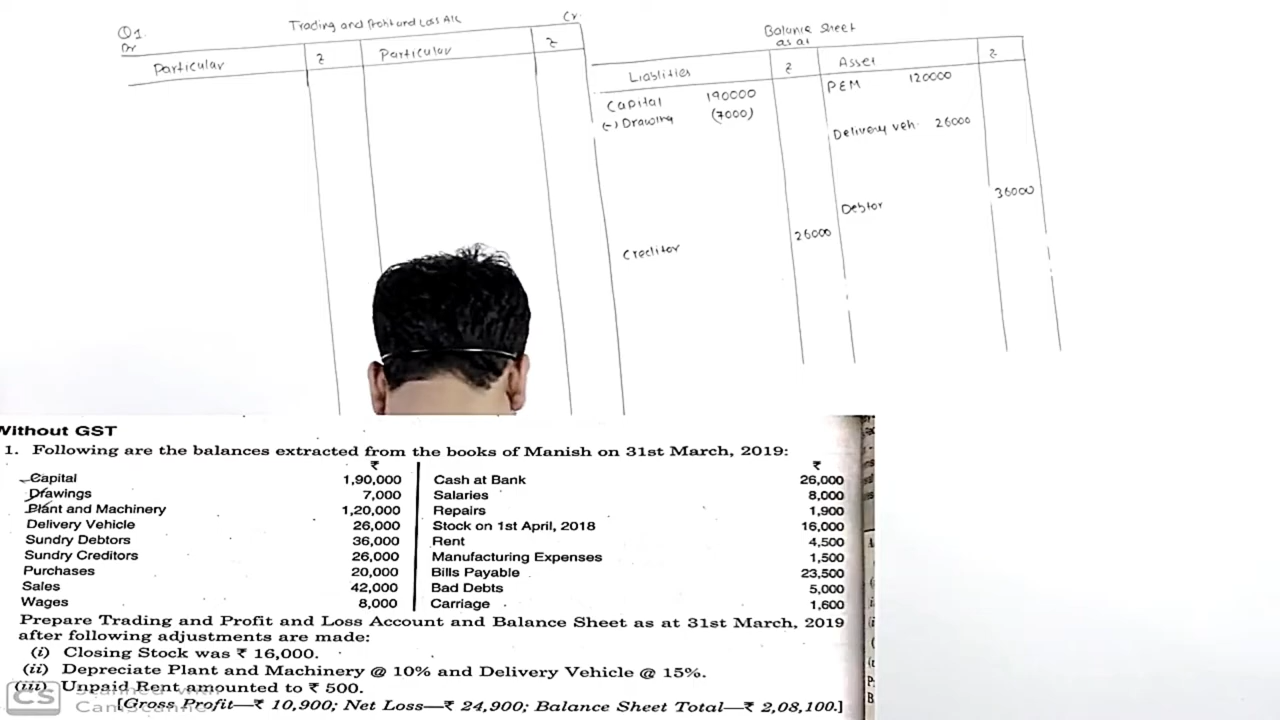 Q1. Trading and Profit and Loss A/c
Dr Cr.
Particular ₹ Particular ₹
Balance Sheet
as at
Liabilities ₹ Asset ₹
Capital 190000 P&M 120000
(-) Drawing (7000)
Delivery veh. 26000
Debtor 36000
Creditor 26000
Without GST
1. Following are the balances extracted from the books of Manish on 31st March, 2019:
₹ ₹
Capital 1,90,000 Cash at Bank 26,000
Drawings 7,000 Salaries 8,000
Plant and Machinery 1,20,000 Repairs 1,900
Delivery Vehicle 26,000 Stock on 1st April, 2018 16,000
Sundry Debtors 36,000 Rent 4,500
Sundry Creditors 26,000 Manufacturing Expenses 1,500
Purchases 20,000 Bills Payable 23,500
Sales 42,000 Bad Debts 5,000
Wages 8,000 Carriage 1,600
Prepare Trading and Profit and Loss Account and Balance Sheet as at 31st March, 2019
after following adjustments are made:
(i) Closing Stock was ₹ 16,000.
(ii) Depreciate Plant and Machinery @ 10% and Delivery Vehicle @ 15%.
(iii) Unpaid Rent amounted to ₹ 500.
[Gross Profit—₹ 10,900; Net Loss—₹ 24,900; Balance Sheet Total—₹ 2,08,100.]
CS Scanned with
CamScanner